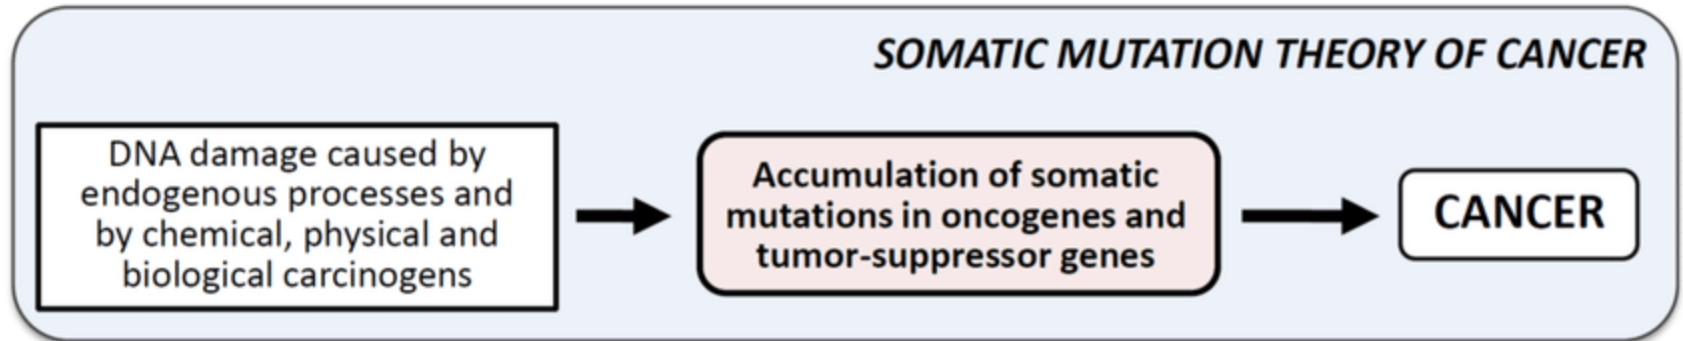 SOMATIC MUTATION THEORY OF CANCER
DNA damage caused by
endogenous processes and
by chemical, physical and
biological carcinogens
Accumulation of somatic
mutations in oncogenes and
tumor-suppressor genes
CANCER